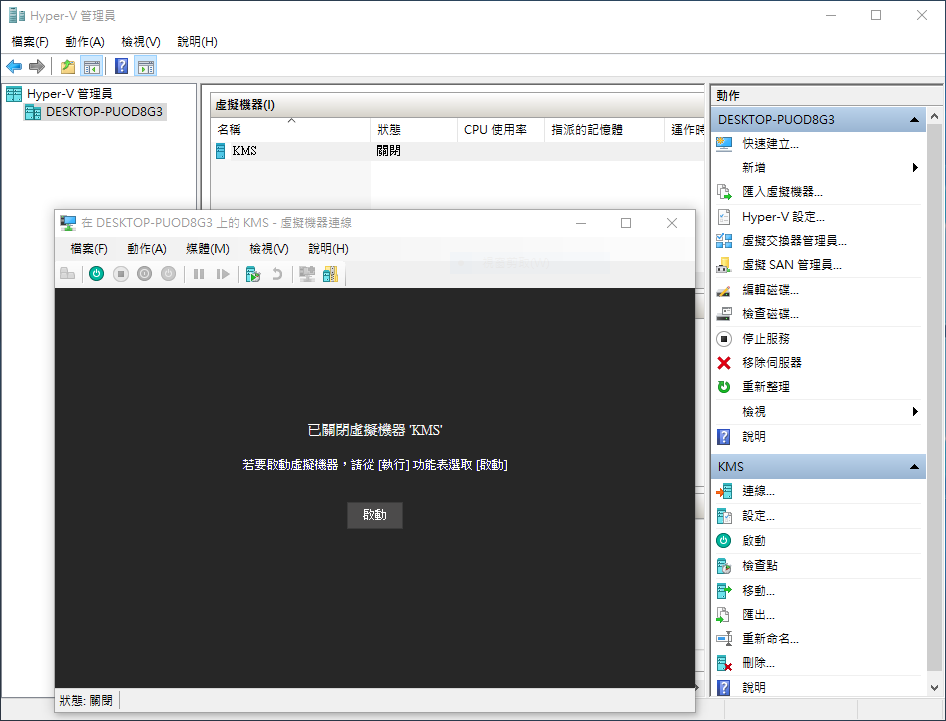 Hyper-V 管理員
檔案(F) 動作(A) 檢視(V) 說明(H)
Hyper-V 管理員
DESKTOP-PUOD8G3
虛擬機器(I)
名稱 狀態 CPU 使用率 指派的記憶體 運作時
KMS 關閉
在 DESKTOP-PUOD8G3 上的 KMS - 虛擬機器連線
檔案(F) 動作(A) 媒體(M) 檢視(V) 說明(H)
已關閉虛擬機器 'KMS'
若要啟動虛擬機器，請從 [執行] 功能表選取 [啟動]
啟動
狀態: 關閉
動作
DESKTOP-PUOD8G3
快速建立...
新增
匯入虛擬機器...
Hyper-V 設定...
虛擬交換器管理員...
虛擬 SAN 管理員...
編輯磁碟...
檢查磁碟...
停止服務
移除伺服器
重新整理
檢視
說明
KMS
連線...
設定...
啟動
檢查點
移動...
匯出...
重新命名...
刪除...
說明